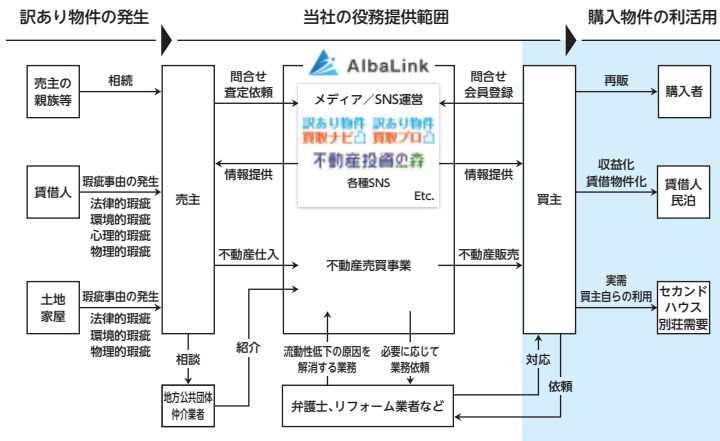 訳あり物件の発生
当社の役務提供範囲
購入物件の利活用
売主の
親族等
相続
賃借人
瑕疵事由の発生
法律的瑕疵
環境的瑕疵
心理的瑕疵
物理的瑕疵
土地
家屋
瑕疵事由の発生
法律的瑕疵
環境的瑕疵
物理的瑕疵
売主
相談
地方公共団体
仲介業者
問合せ
査定依頼
情報提供
不動産仕入
紹介
AlbaLink
メディア／SNS運営
訳あり物件
買取ナビ
訳あり物件
買取プロ
不動産投資の森
各種SNS
Etc.
不動産売買事業
流動性低下の原因を
解消する業務
必要に応じて
業務依頼
弁護士、リフォーム業者など
問合せ
会員登録
情報提供
不動産販売
買主
対応
依頼
再販
購入者
収益化
賃借物件化
賃借人
民泊
実需
買主自らの利用
セカンド
ハウス
別荘需要